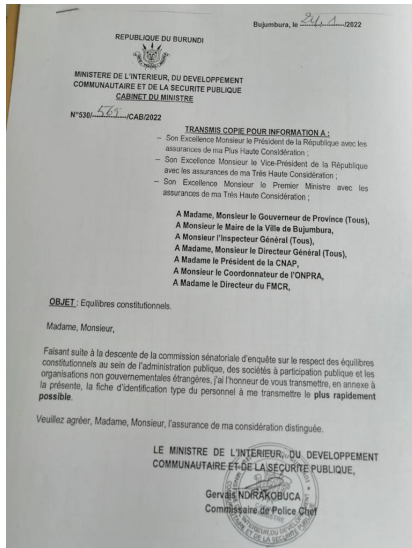 Bujumbura, le 24/1/2022
REPUBLIQUE DU BURUNDI
MINISTERE DE L'INTERIEUR, DU DEVELOPPEMENT
COMMUNAUTAIRE ET DE LA SECURITE PUBLIQUE
CABINET DU MINISTRE
N°530/............/CAB/2022
TRANSMIS COPIE POUR INFORMATION A :
– Son Excellence Monsieur le Président de la République avec les
assurances de ma Plus Haute Considération ;
– Son Excellence Monsieur le Vice-Président de la République
avec les assurances de ma Très Haute Considération ;
– Son Excellence Monsieur le Premier Ministre avec les
assurances de ma Très Haute Considération ;
A Madame, Monsieur le Gouverneur de Province (Tous),
A Monsieur le Maire de la Ville de Bujumbura,
A Monsieur l'Inspecteur Général (Tous),
A Madame, Monsieur le Directeur Général (Tous),
A Madame le Président de la CNAP,
A Monsieur le Coordonnateur de l'ONPRA,
A Madame le Directeur du FMCR,
OBJET : Equilibres constitutionnels.
Madame, Monsieur,
Faisant suite à la descente de la commission sénatoriale d'enquête sur le respect des équilibres
constitutionnels au sein de l'administration publique, des sociétés à participation publique et les
organisations non gouvernementales étrangères, j'ai l'honneur de vous transmettre, en annexe à
la présente, la fiche d'identification type du personnel à me transmettre le plus rapidement
possible.
Veuillez agréer, Madame, Monsieur, l'assurance de ma considération distinguée.
LE MINISTRE DE L'INTERIEUR, DU DEVELOPPEMENT
COMMUNAUTAIRE ET DE LA SECURITE PUBLIQUE,
Gervais NDIRAKOBUCA
Commissaire de Police Chef